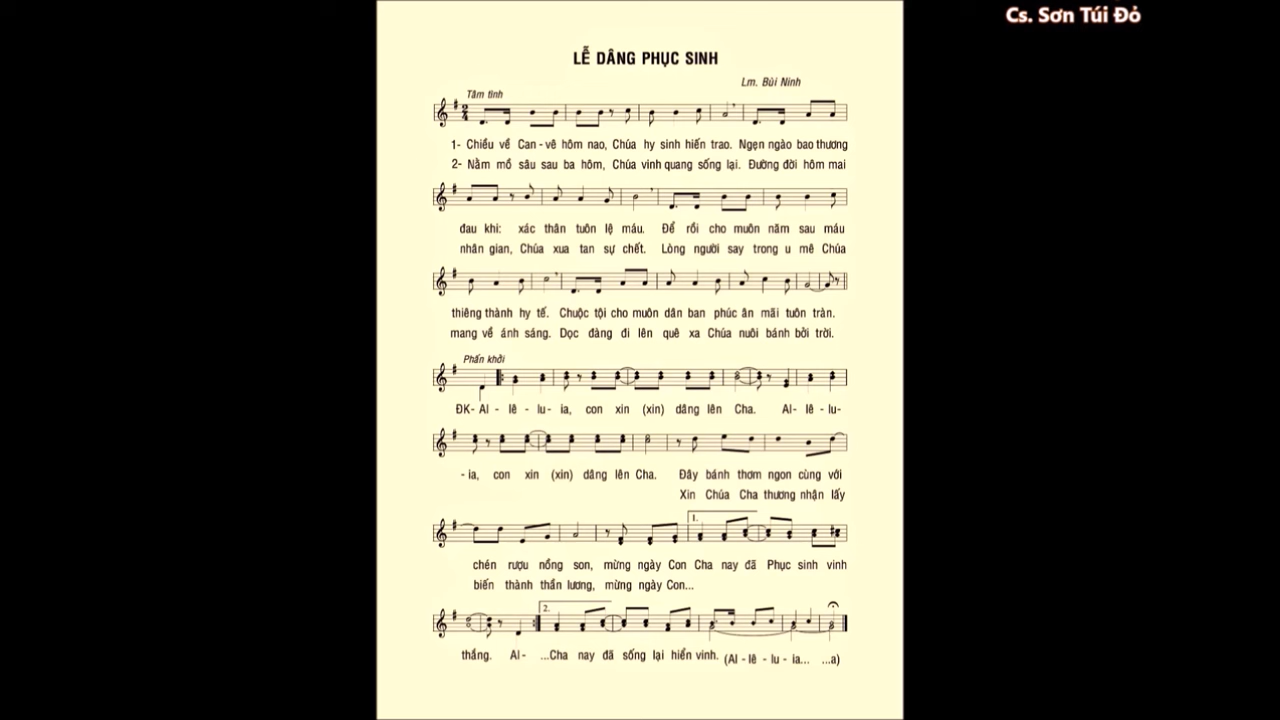 Cs. Sơn Túi Đỏ
LỄ DÂNG PHỤC SINH
Lm. Bùi Ninh
Tâm tình
1- Chiều về Can - vê hôm nao, Chúa hy sinh hiến trao. Ngẹn ngào bao thương
2- Nằm mồ sâu sau ba hôm, Chúa vinh quang sống lại. Đường đời hôm mai
đau khi: xác thân tuôn lệ máu. Để rồi cho muôn năm sau máu
nhân gian, Chúa xua tan sự chết. Lòng người say trong u mê Chúa
thiêng thành hy tế. Chuộc tội cho muôn dân ban phúc ân mãi tuôn tràn.
mang về ánh sáng. Dọc đàng đi lên quê xa Chúa nuôi bánh bởi trời.
Phấn khởi
ĐK- Al - lê - lu - ia, con xin (xin) dâng lên Cha. Al- lê - lu-
- ia, con xin (xin) dâng lên Cha. Đây bánh thơm ngon cùng với
Xin Chúa Cha thương nhận lấy
1.
chén rượu nồng son, mừng ngày Con Cha nay đã Phục sinh vinh
biến thành thần lương, mừng ngày Con...
2.
thắng. Al- ...Cha nay đã sống lại hiển vinh. (Al - lê - lu - ia... ...a)